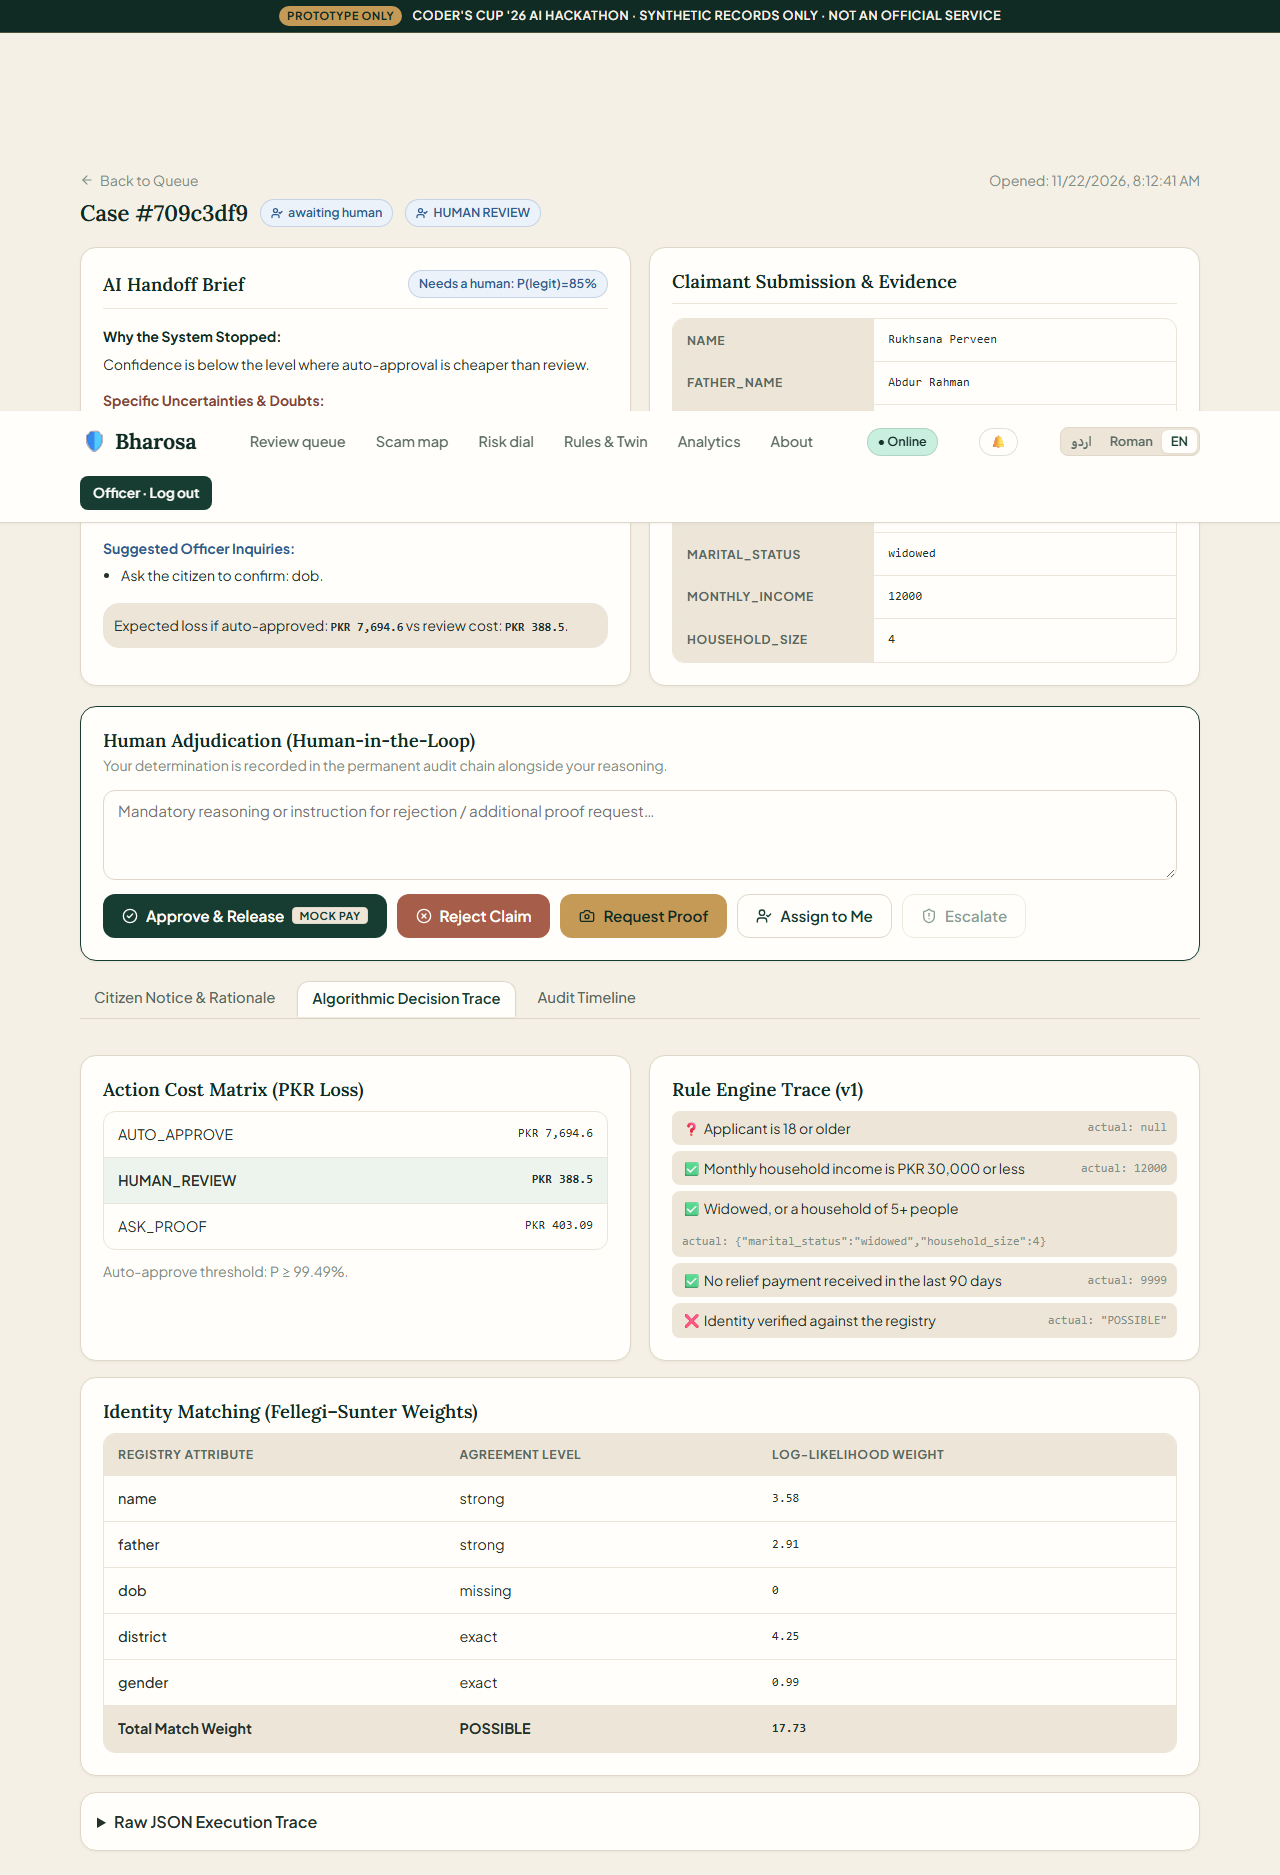 PROTOTYPE ONLY CODER'S CUP '26 AI HACKATHON · SYNTHETIC RECORDS ONLY · NOT AN OFFICIAL SERVICE
← Back to Queue
Opened: 11/22/2026, 8:12:41 AM
Case #709c3df9 awaiting human HUMAN REVIEW
AI Handoff Brief
Needs a human: P(legit)=85%
Why the System Stopped:
Confidence is below the level where auto-approval is cheaper than review.
Specific Uncertainties & Doubts:
Claimant Submission & Evidence
NAME Rukhsana Perveen
FATHER_NAME Abdur Rahman
Bharosa Review queue Scam map Risk dial Rules & Twin Analytics About • Online اردو Roman EN
Officer · Log out
Suggested Officer Inquiries:
• Ask the citizen to confirm: dob.
Expected loss if auto-approved: PKR 7,694.6 vs review cost: PKR 388.5.
MARITAL_STATUS widowed
MONTHLY_INCOME 12000
HOUSEHOLD_SIZE 4
Human Adjudication (Human-in-the-Loop)
Your determination is recorded in the permanent audit chain alongside your reasoning.
Mandatory reasoning or instruction for rejection / additional proof request...
Approve & Release MOCK PAY Reject Claim Request Proof Assign to Me Escalate
Citizen Notice & Rationale Algorithmic Decision Trace Audit Timeline
Action Cost Matrix (PKR Loss)
AUTO_APPROVE PKR 7,694.6
HUMAN_REVIEW PKR 388.5
ASK_PROOF PKR 403.09
Auto-approve threshold: P ≥ 99.49%.
Rule Engine Trace (v1)
❓ Applicant is 18 or older actual: null
✅ Monthly household income is PKR 30,000 or less actual: 12000
✅ Widowed, or a household of 5+ people
actual: {"marital_status":"widowed","household_size":4}
✅ No relief payment received in the last 90 days actual: 9999
❌ Identity verified against the registry actual: "POSSIBLE"
Identity Matching (Fellegi–Sunter Weights)
REGISTRY ATTRIBUTE AGREEMENT LEVEL LOG-LIKELIHOOD WEIGHT
name strong 3.58
father strong 2.91
dob missing 0
district exact 4.25
gender exact 0.99
Total Match Weight POSSIBLE 17.73
▶ Raw JSON Execution Trace